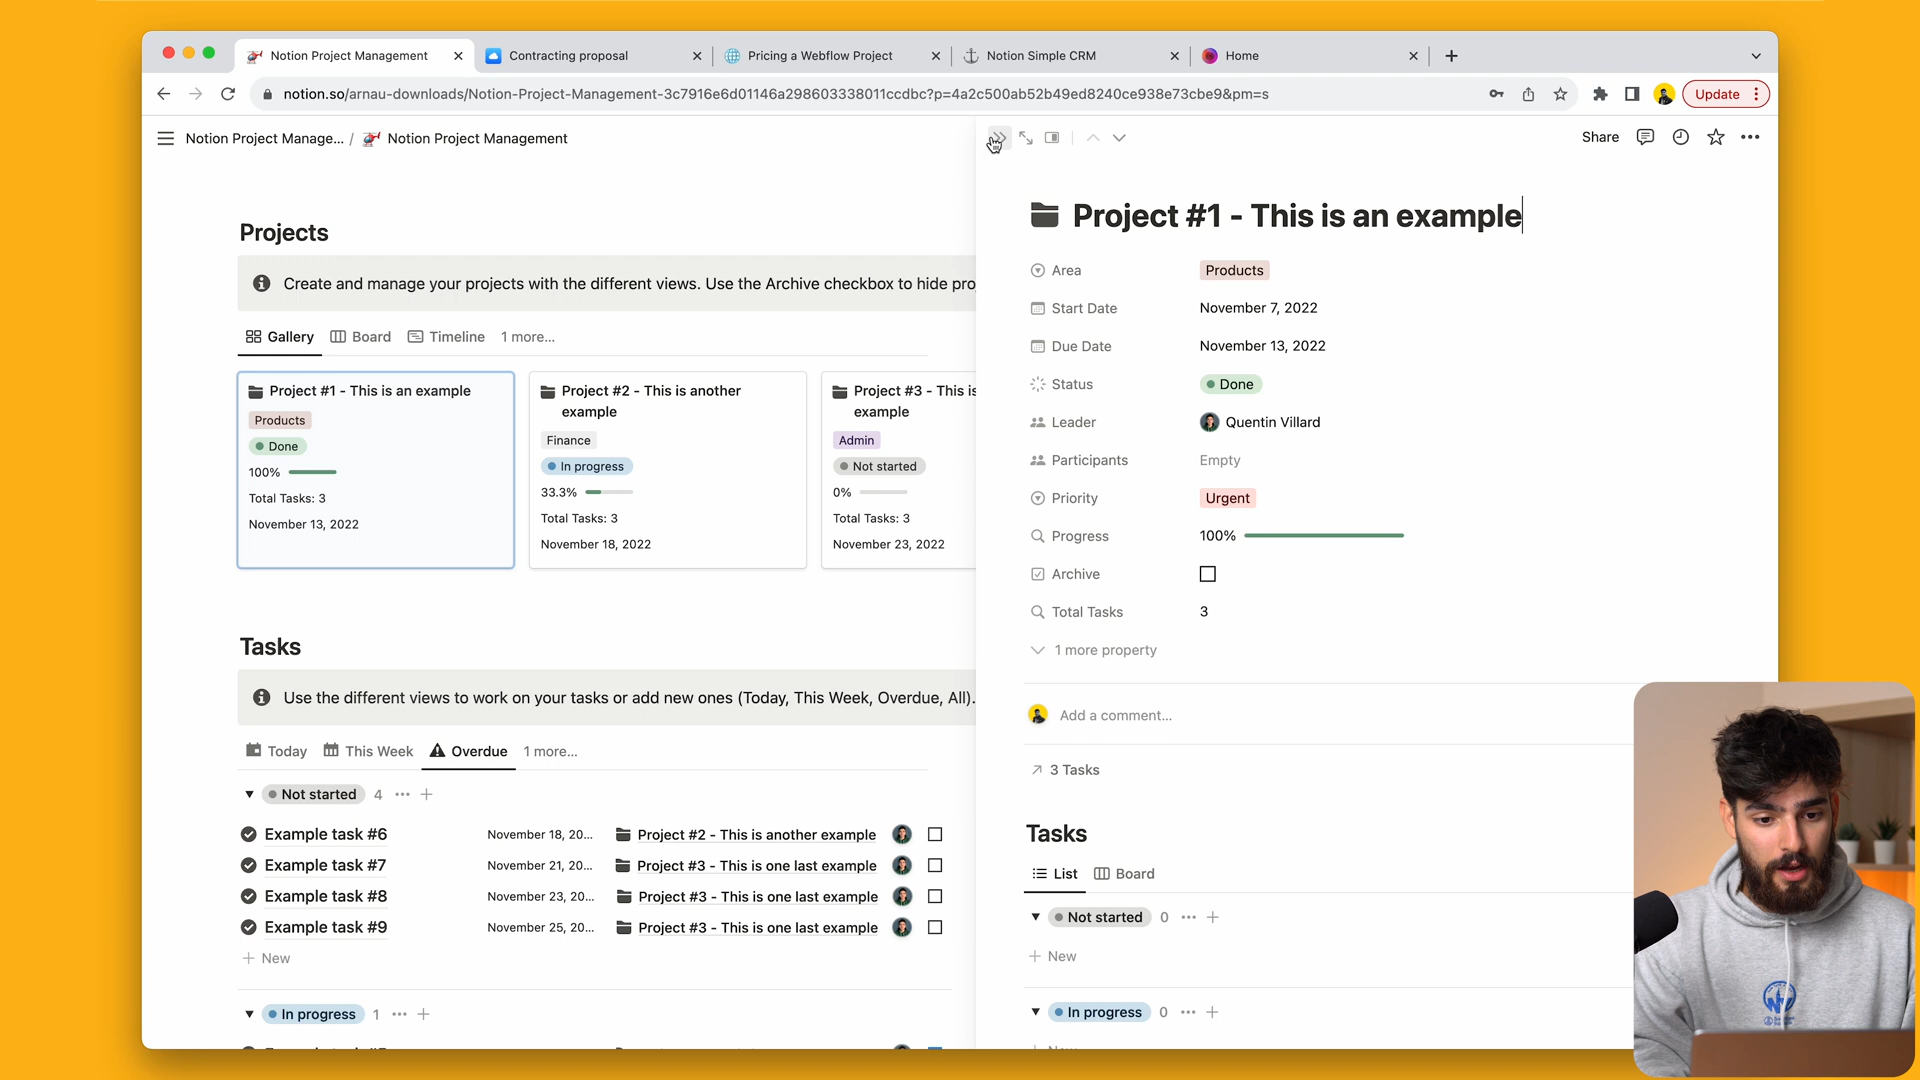 Notion Project Management
Contracting proposal
Pricing a Webflow Project
Notion Simple CRM
Home
notion.so/arnau-downloads/Notion-Project-Management-3c7916e6d01146a298603338011ccdbc?p=4a2c500ab52b49ed8240ce938e73cbe9&pm=s
Update
Notion Project Manage... / Notion Project Management
Share
Projects
Create and manage your projects with the different views. Use the Archive checkbox to hide pro
Gallery Board Timeline 1 more...
Project #1 - This is an example
Products
Done
100%
Total Tasks: 3
November 13, 2022
Project #2 - This is another
example
Finance
In progress
33.3%
Total Tasks: 3
November 18, 2022
Project #3 - This is
example
Admin
Not started
0%
Total Tasks: 3
November 23, 2022
Tasks
Use the different views to work on your tasks or add new ones (Today, This Week, Overdue, All).
Today This Week Overdue 1 more...
Not started 4
Example task #6 November 18, 20... Project #2 - This is another example
Example task #7 November 21, 20... Project #3 - This is one last example
Example task #8 November 23, 20... Project #3 - This is one last example
Example task #9 November 25, 20... Project #3 - This is one last example
New
In progress 1
Project #1 - This is an example
Area Products
Start Date November 7, 2022
Due Date November 13, 2022
Status Done
Leader Quentin Villard
Participants Empty
Priority Urgent
Progress 100%
Archive
Total Tasks 3
1 more property
Add a comment...
3 Tasks
Tasks
List Board
Not started 0
New
In progress 0